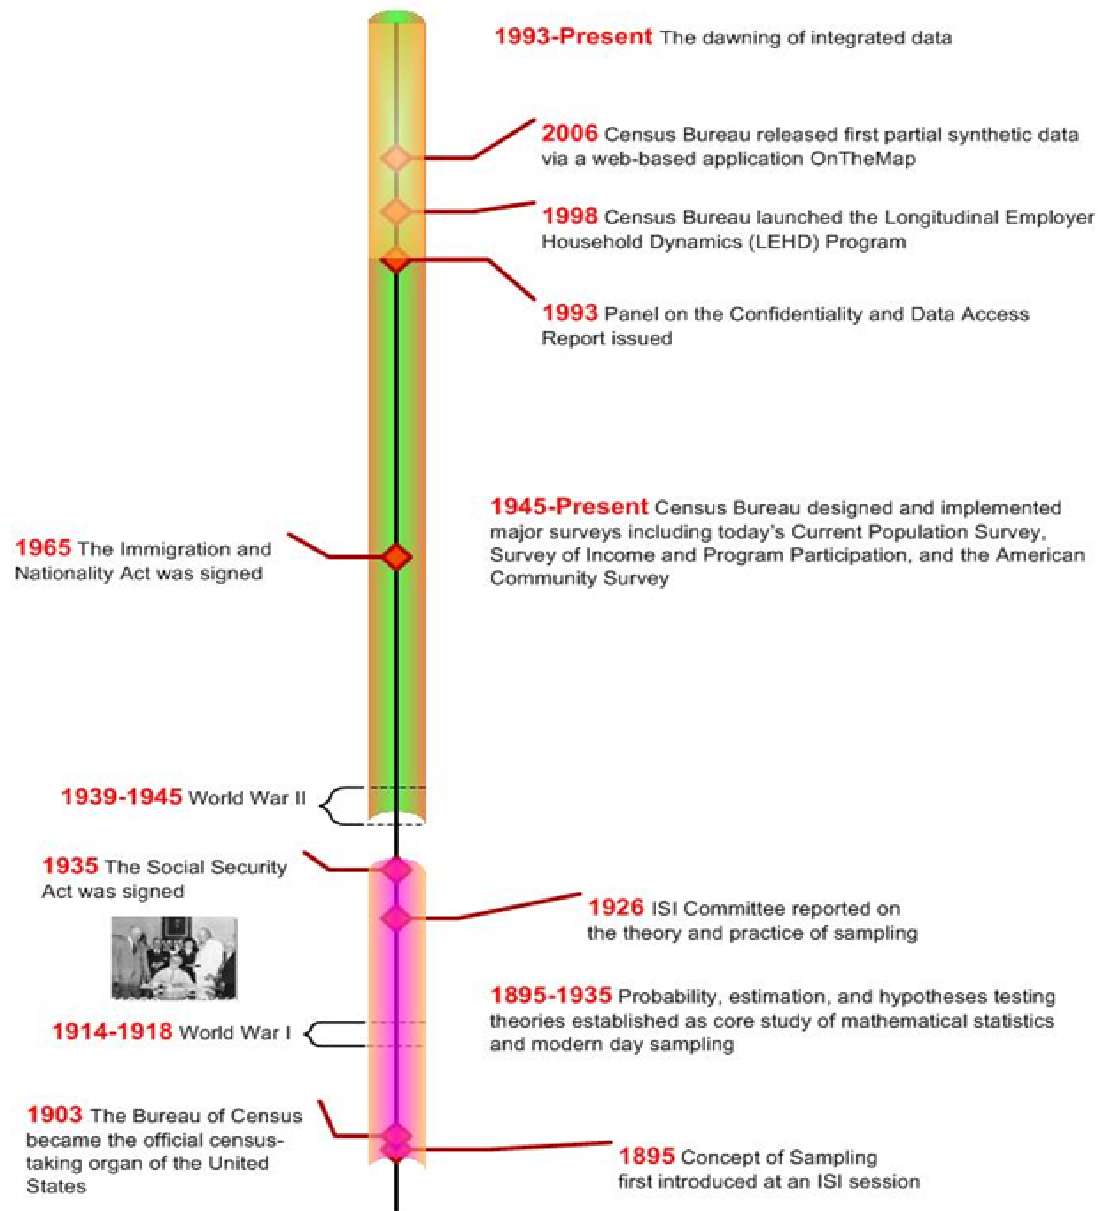 1993-Present The dawning of integrated data
2006 Census Bureau released first partial synthetic data
via a web-based application OnTheMap
1998 Census Bureau launched the Longitudinal Employer
Household Dynamics (LEHD) Program
1993 Panel on the Confidentiality and Data Access
Report issued
1945-Present Census Bureau designed and implemented
major surveys including today's Current Population Survey,
Survey of Income and Program Participation, and the American
Community Survey
1965 The Immigration and
Nationality Act was signed
1939-1945 World War II
1935 The Social Security
Act was signed
1926 ISI Committee reported on
the theory and practice of sampling
1895-1935 Probability, estimation, and hypotheses testing
theories established as core study of mathematical statistics
and modern day sampling
1914-1918 World War I
1903 The Bureau of Census
became the official census-
taking organ of the United
States
1895 Concept of Sampling
first introduced at an ISI session